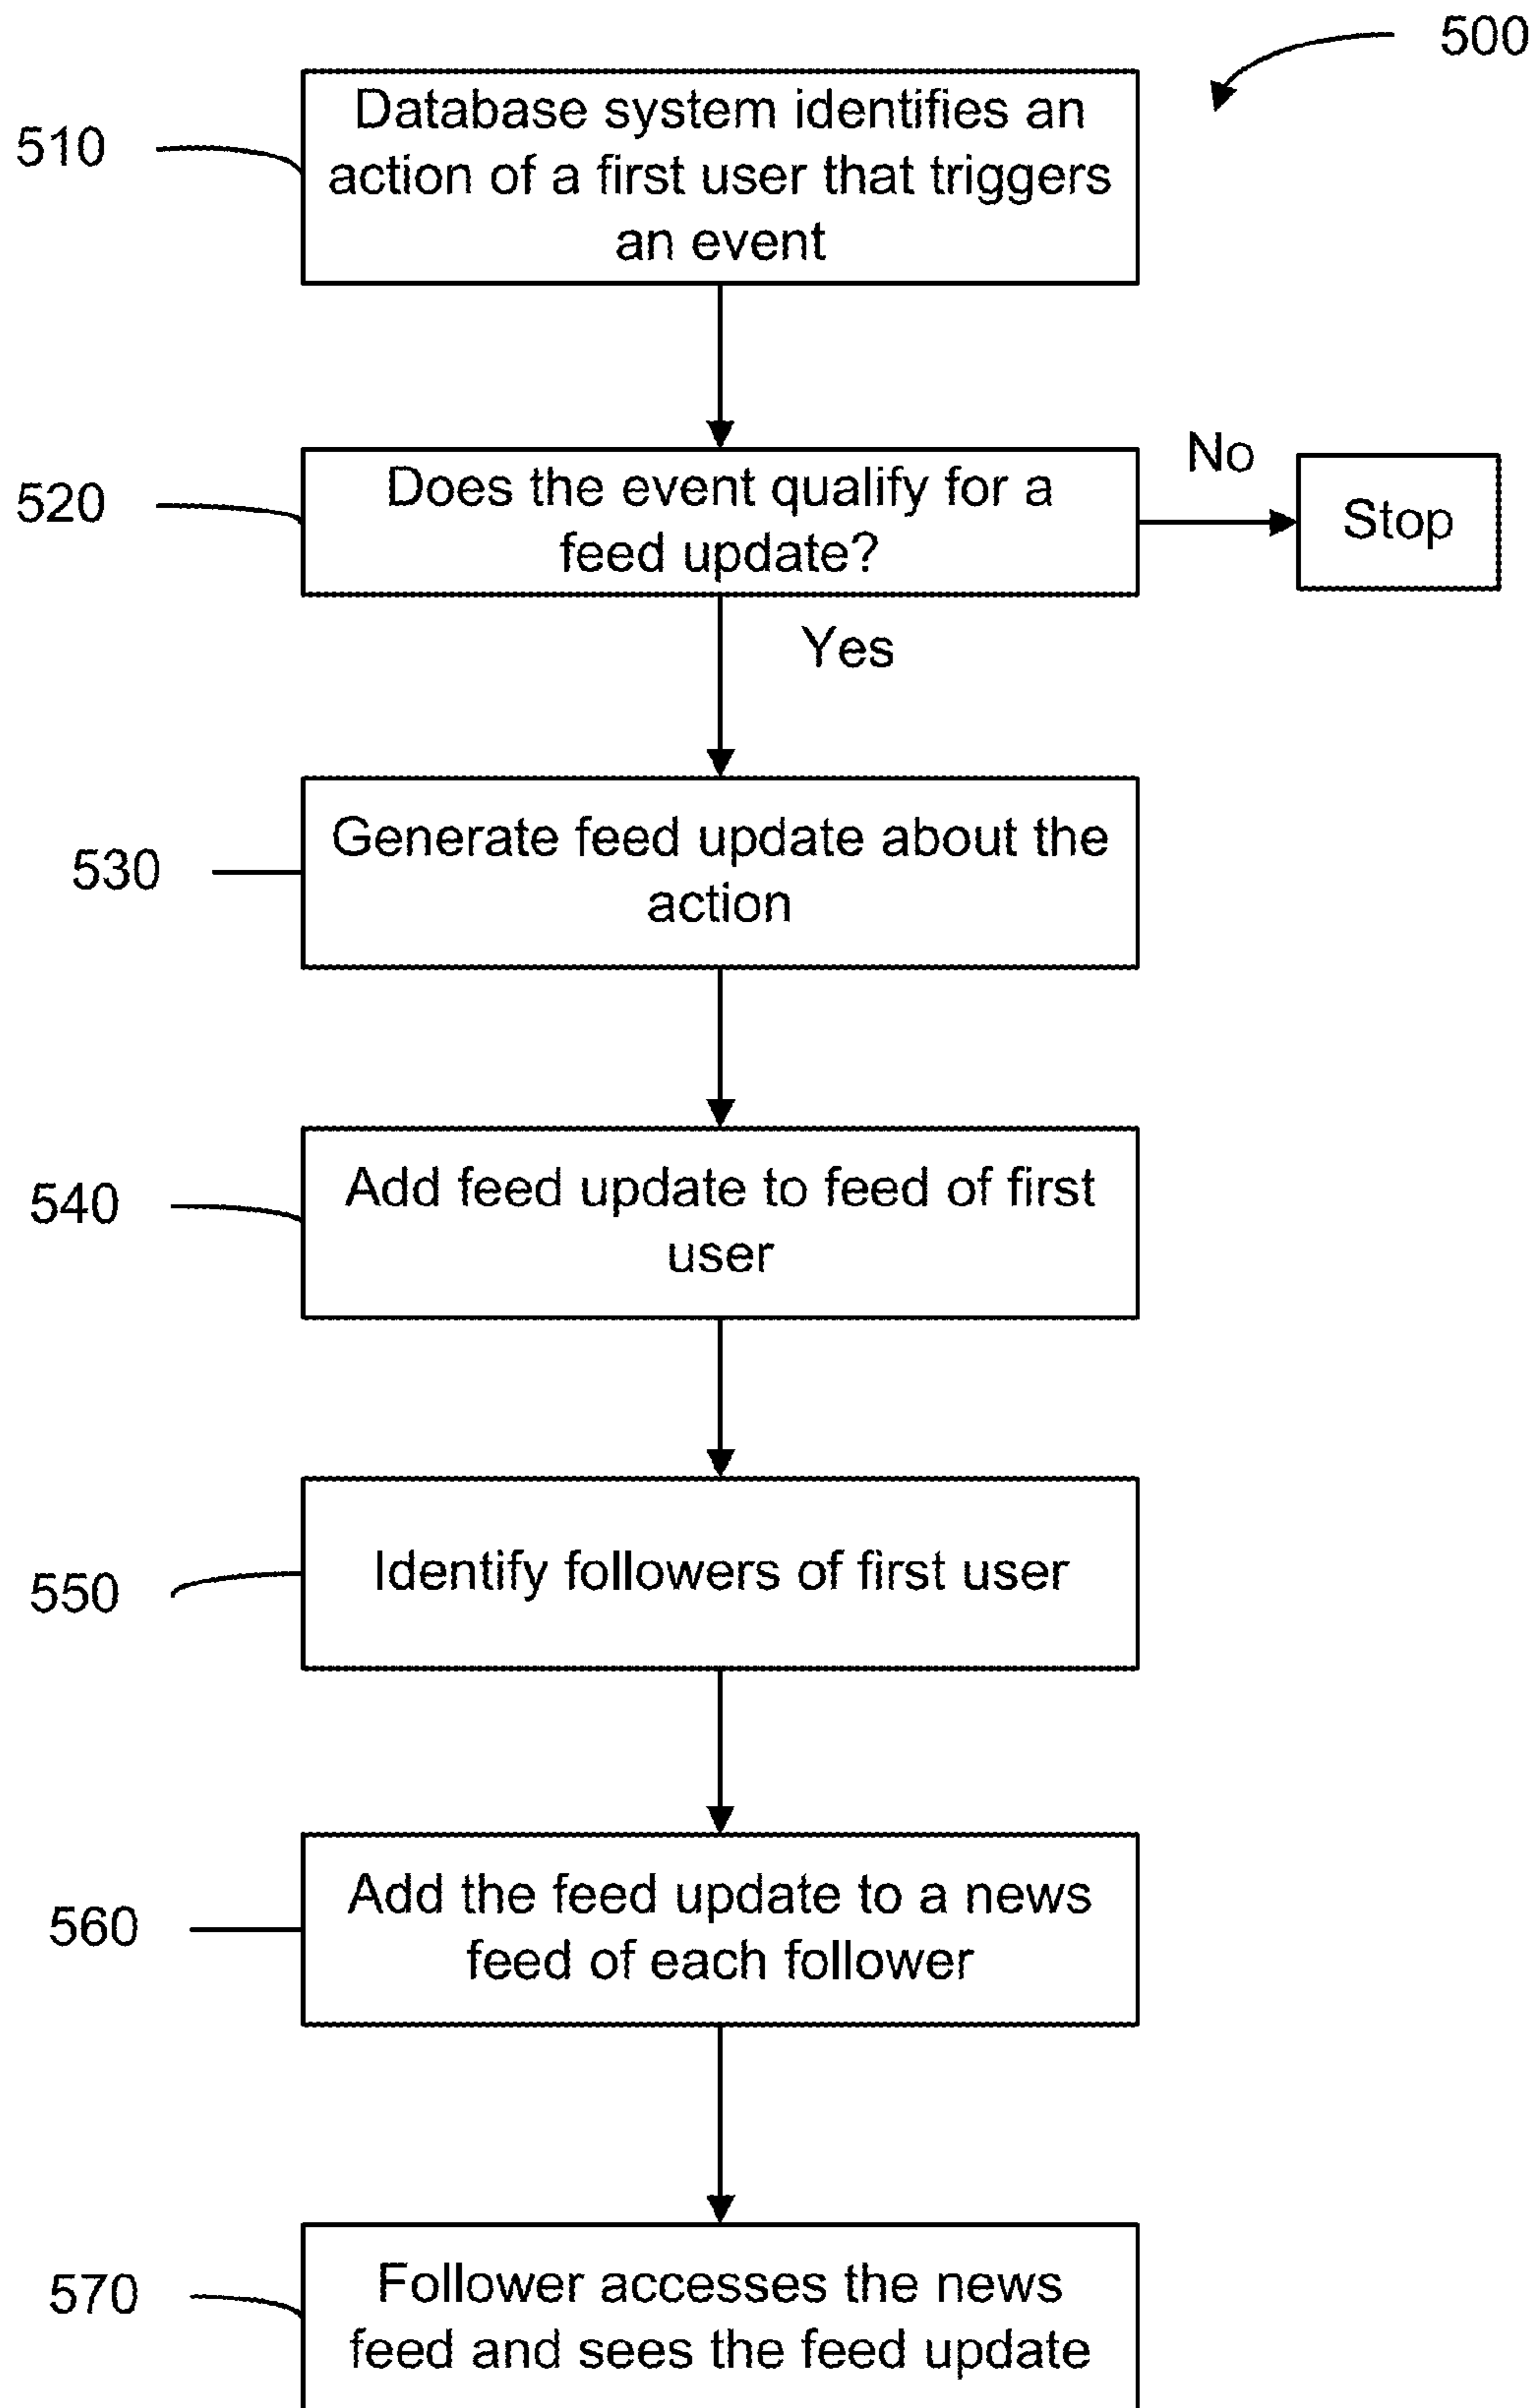 500
510
Database system identifies an
action of a first user that triggers
an event
520
Does the event qualify for a
feed update?
No
Stop
Yes
530
Generate feed update about the
action
540
Add feed update to feed of first
user
550
Identify followers of first user
560
Add the feed update to a news
feed of each follower
570
Follower accesses the news
feed and sees the feed update